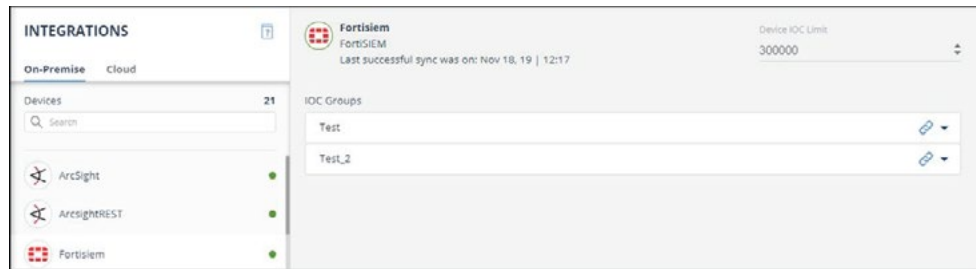 INTEGRATIONS
?
On-Premise Cloud
Devices 21
Search
ArcSight
ArcsightREST
Fortisiem
Fortisiem
FortiSIEM
Last successful sync was on: Nov 18, 19 | 12:17
Device IOC Limit
300000
IOC Groups
Test
Test_2